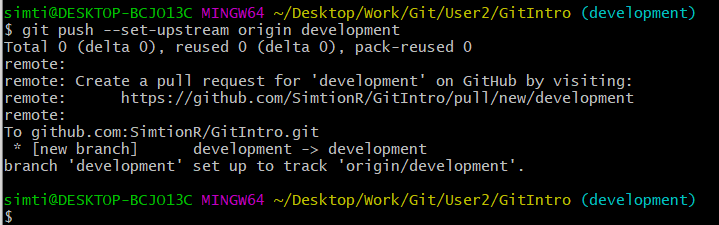 simti@DESKTOP-BCJO13C MINGW64 ~/Desktop/Work/Git/User2/GitIntro (development)
$ git push --set-upstream origin development
Total 0 (delta 0), reused 0 (delta 0), pack-reused 0
remote:
remote: Create a pull request for 'development' on GitHub by visiting:
remote:      https://github.com/SimtionR/GitIntro/pull/new/development
remote:
To github.com:SimtionR/GitIntro.git
 * [new branch]      development -> development
branch 'development' set up to track 'origin/development'.
simti@DESKTOP-BCJO13C MINGW64 ~/Desktop/Work/Git/User2/GitIntro (development)
$